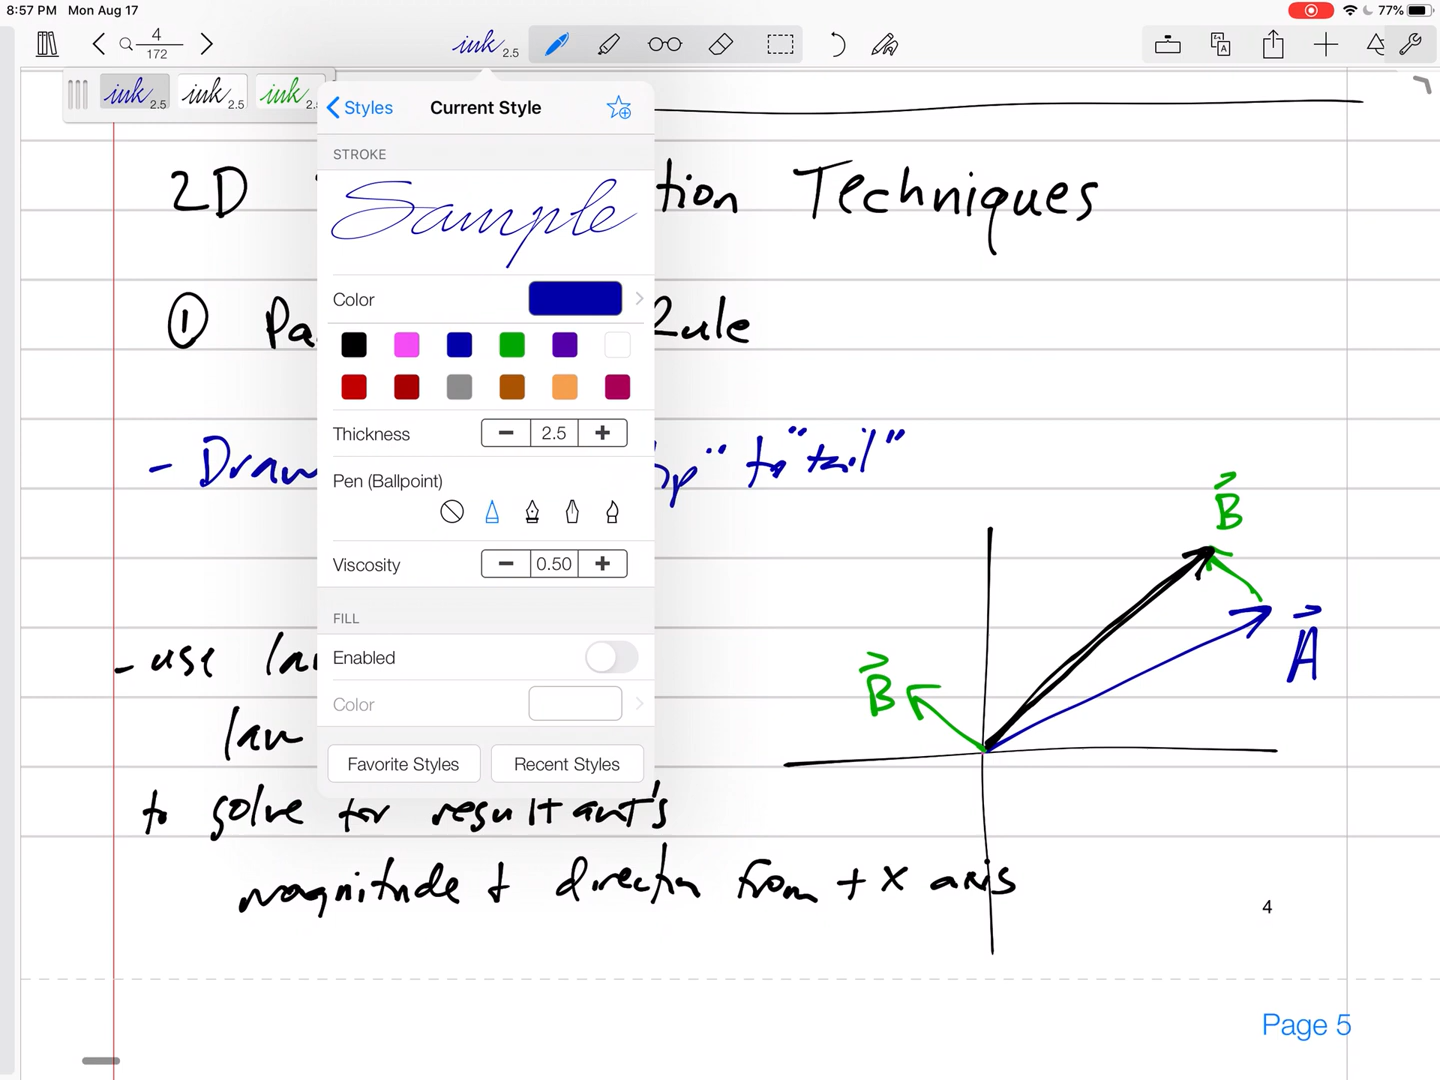 8:57 PM Mon Aug 17
77%
4
172
ink 2.5
ink 2.5 ink 2.5 ink 2.
Styles Current Style
STROKE
Sample
2D tion Techniques
Color
① Pa Rule
Thickness − 2.5 +
- Draw " to "tail"
Pen (Ballpoint)
B
Viscosity − 0.50 +
FILL
Enabled
A
- use law
B
Color
law
Favorite Styles Recent Styles
to solve for resultant's
magnitude + direction from + x axis
4
Page 5